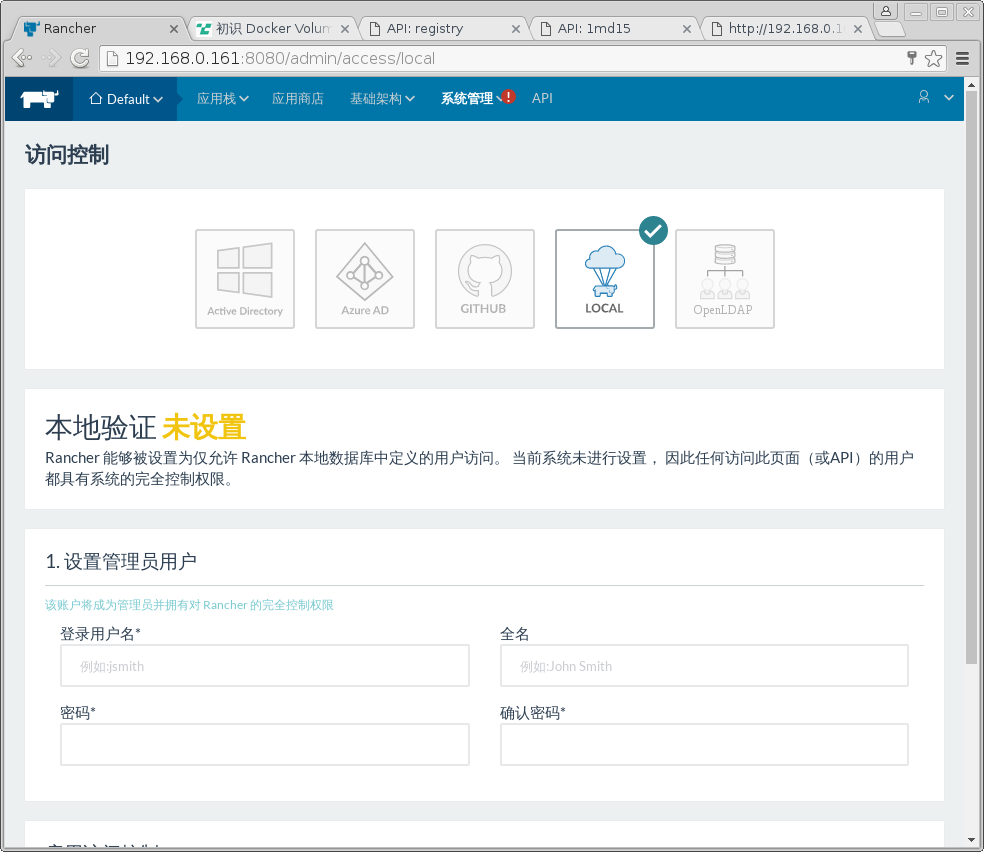 Rancher
初识 Docker Volum
API: registry
API: 1md15
http://192.168.0.1
192.168.0.161:8080/admin/access/local
Default 应用栈 应用商店 基础架构 系统管理 ! API
访问控制
Active Directory
Azure AD
GITHUB
LOCAL
OpenLDAP
本地验证 未设置
Rancher 能够被设置为仅允许 Rancher 本地数据库中定义的用户访问。 当前系统未进行设置， 因此任何访问此页面（或API）的用户
都具有系统的完全控制权限。
1. 设置管理员用户
该账户将成为管理员并拥有对 Rancher 的完全控制权限
登录用户名* 全名
例如:jsmith 例如:John Smith
密码* 确认密码*